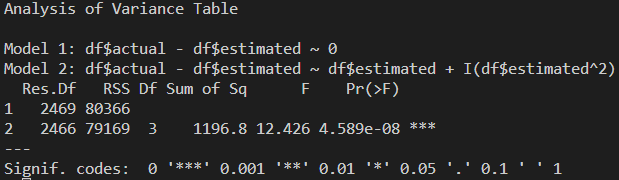 Analysis of Variance Table

Model 1: df$actual - df$estimated ~ 0
Model 2: df$actual - df$estimated ~ df$estimated + I(df$estimated^2)
  Res.Df   RSS Df Sum of Sq      F    Pr(>F)
1   2469 80366
2   2466 79169  3    1196.8 12.426 4.589e-08 ***
---
Signif. codes:  0 '***' 0.001 '**' 0.01 '*' 0.05 '.' 0.1 ' ' 1